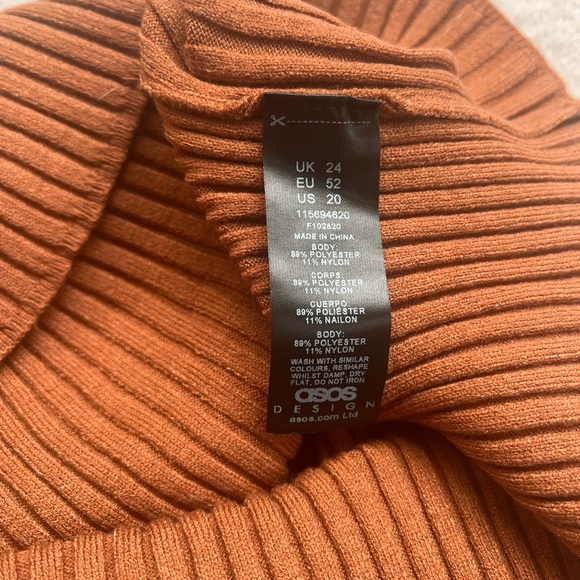 UK 24
EU 52
US 20
115694620
F102620
MADE IN CHINA
BODY:
89% POLYESTER
11% NYLON
CORPS:
89% POLYESTER
11% NYLON
CUERPO:
89% POLIÉSTER
11% NAILON
BODY:
89% POLYESTER
11% NYLON
WASH WITH SIMILAR
COLOURS, RESHAPE
WHILST DAMP, DRY
FLAT, DO NOT IRON
asos
DESIGN
asos.com Ltd